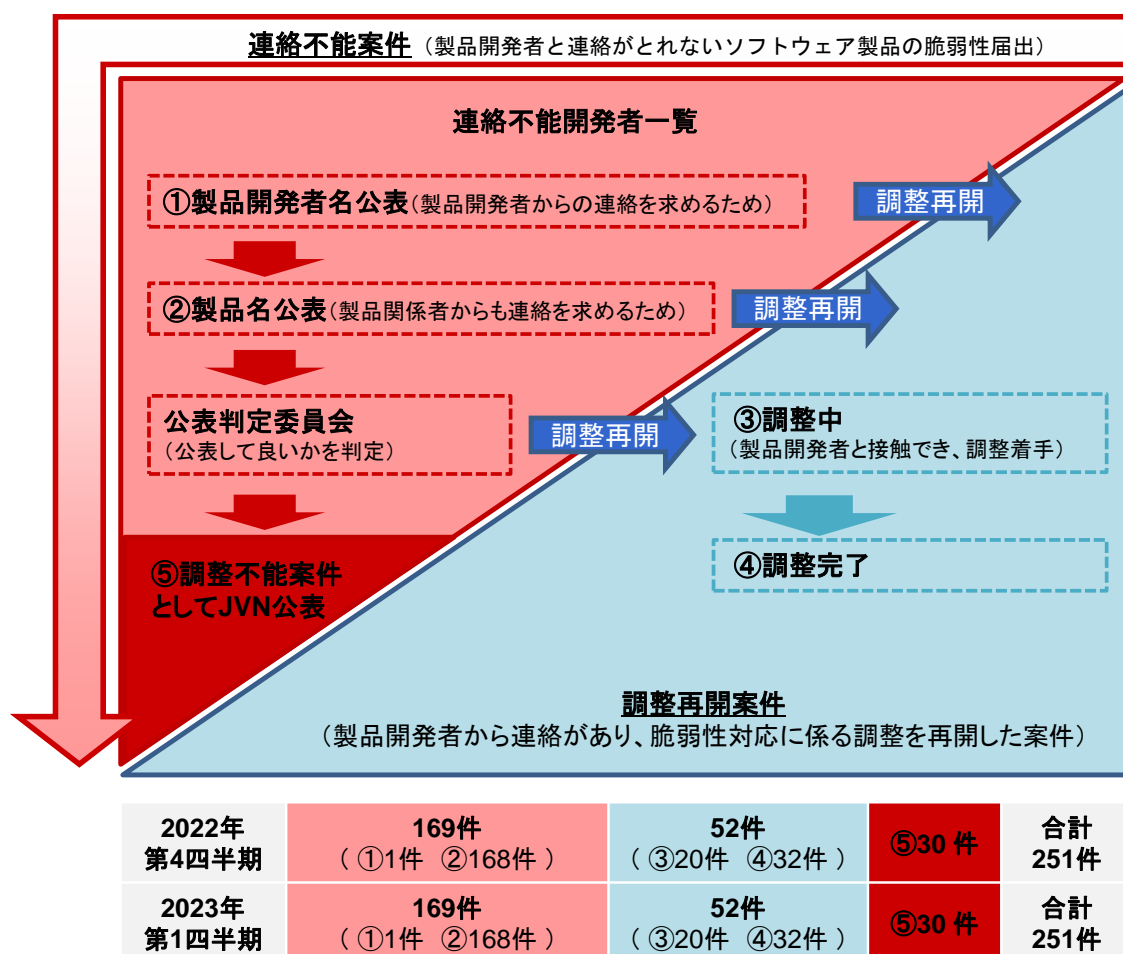 連絡不能案件（製品開発者と連絡がとれないソフトウェア製品の脆弱性届出）
連絡不能開発者一覧
①製品開発者名公表（製品開発者からの連絡を求めるため）
調整再開
②製品名公表（製品関係者からも連絡を求めるため）
調整再開
公表判定委員会
（公表して良いかを判定）
調整再開
③調整中
（製品開発者と接触でき、調整着手）
④調整完了
⑤調整不能案件
としてJVN公表
調整再開案件
（製品開発者から連絡があり、脆弱性対応に係る調整を再開した案件）
2022年
第4四半期
169件
（ ①1件 ②168件 ）
52件
（ ③20件 ④32件 ）
⑤30 件
合計
251件
2023年
第1四半期
169件
（ ①1件 ②168件 ）
52件
（ ③20件 ④32件 ）
⑤30 件
合計
251件